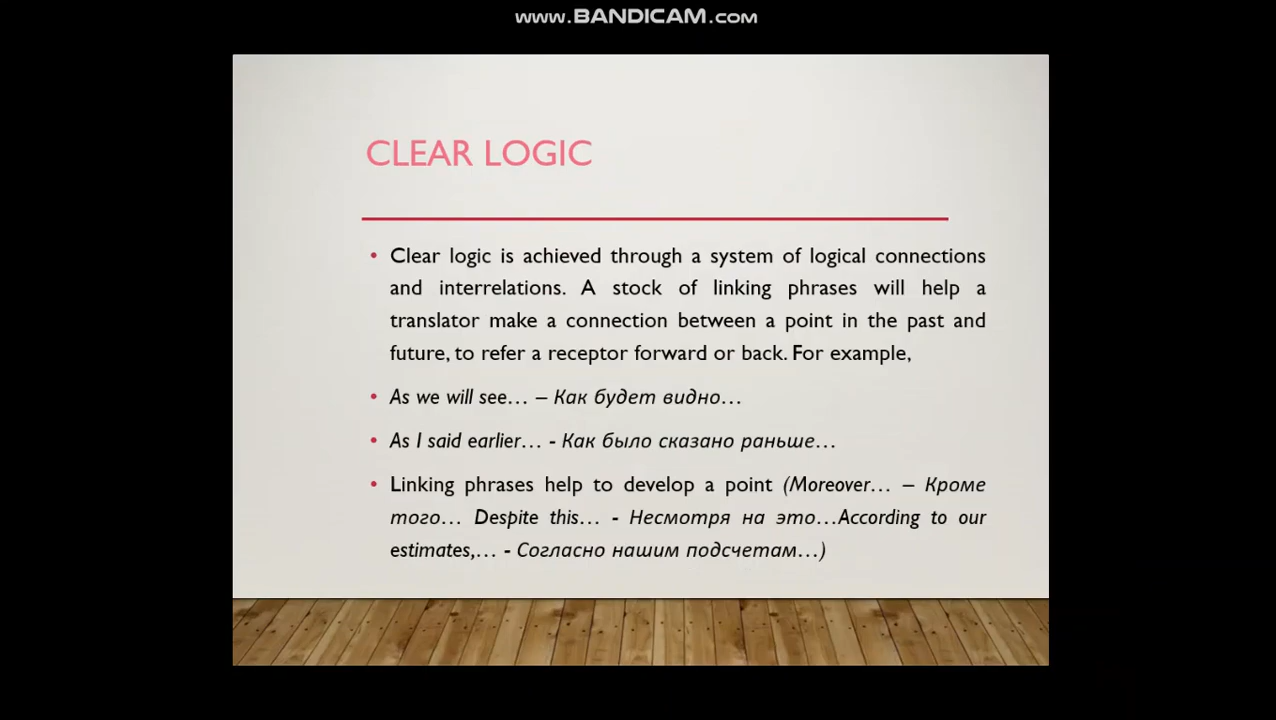 www.BANDICAM.com
CLEAR LOGIC
• Clear logic is achieved through a system of logical connections
and interrelations. A stock of linking phrases will help a
translator make a connection between a point in the past and
future, to refer a receptor forward or back. For example,
• As we will see… – Как будет видно…
• As I said earlier… - Как было сказано раньше…
• Linking phrases help to develop a point (Moreover… – Кроме
того… Despite this… - Несмотря на это…According to our
estimates,… - Согласно нашим подсчетам…)